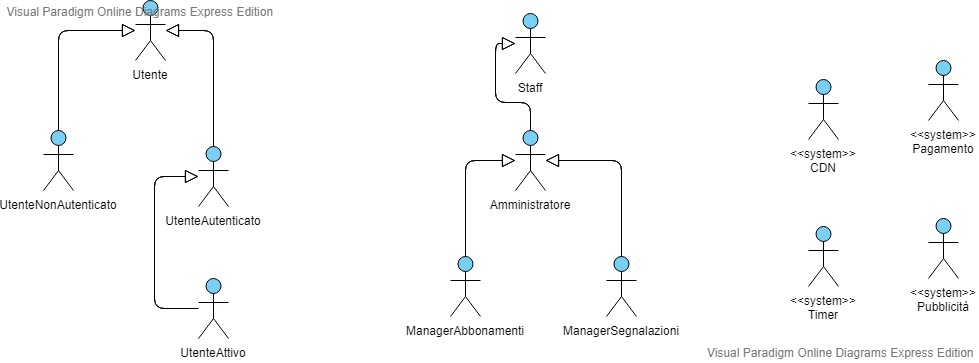 Visual Paradigm Online Diagrams Express Edition
Utente
Staff
<<system>>
Pagamento
<<system>>
CDN
UtenteNonAutenticato
UtenteAutenticato
Amministratore
<<system>>
Timer
<<system>>
Pubblicità
ManagerAbbonamenti
ManagerSegnalazioni
UtenteAttivo
Visual Paradigm Online Diagrams Express Edition